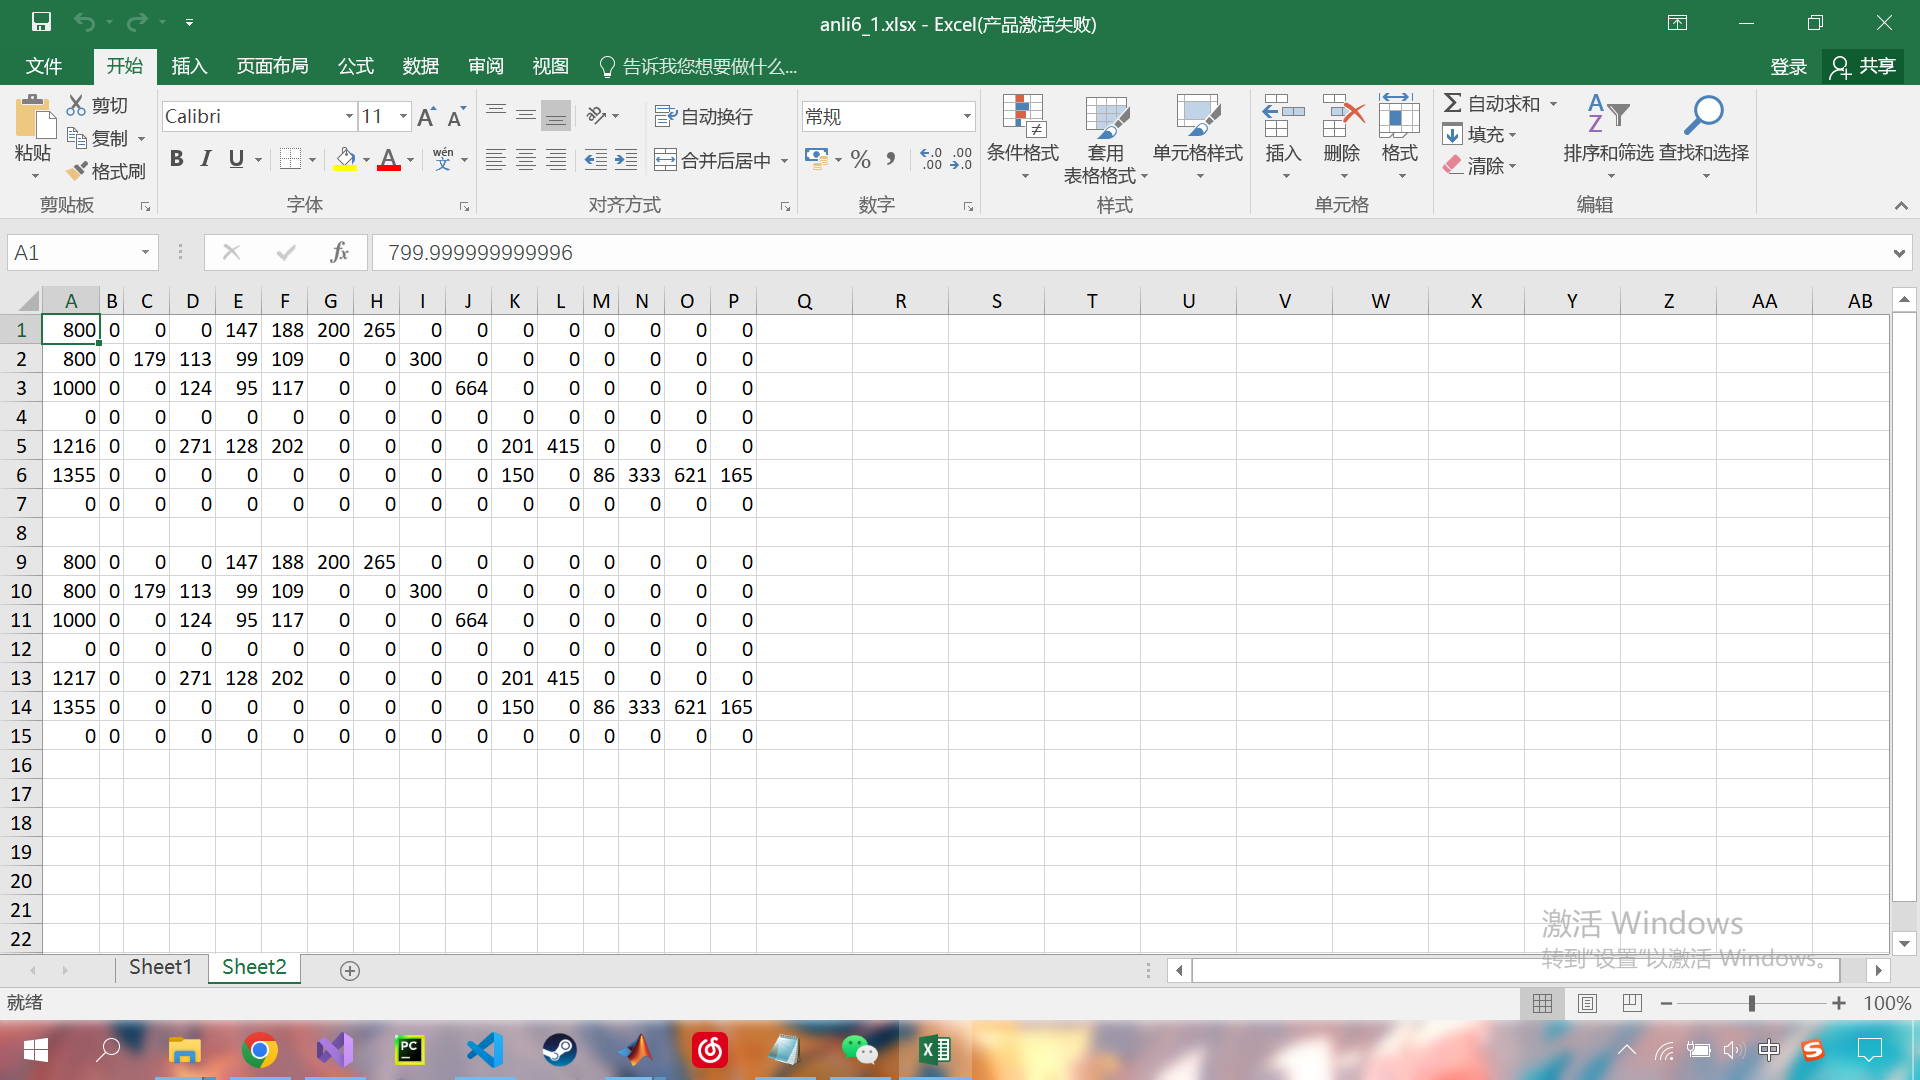 anli6_1.xlsx - Excel(产品激活失败)
文件 开始 插入 页面布局 公式 数据 审阅 视图 告诉我您想要做什么... 登录 共享
粘贴
剪切
复制
格式刷
剪贴板
Calibri 11
B I U wén 文
字体
自动换行
合并后居中
对齐方式
常规
% ,
数字
条件格式
套用
表格格式
单元格样式
样式
插入 删除 格式
单元格
自动求和
填充
清除
排序和筛选 查找和选择
编辑
A1 fx 799.999999999996
A B C D E F G H I J K L M N O P Q R S T U V W X Y Z AA AB
1 800 0 0 0 147 188 200 265 0 0 0 0 0 0 0 0
2 800 0 179 113 99 109 0 0 300 0 0 0 0 0 0 0
3 1000 0 0 124 95 117 0 0 0 664 0 0 0 0 0 0
4 0 0 0 0 0 0 0 0 0 0 0 0 0 0 0 0
5 1216 0 0 271 128 202 0 0 0 0 201 415 0 0 0 0
6 1355 0 0 0 0 0 0 0 0 0 150 0 86 333 621 165
7 0 0 0 0 0 0 0 0 0 0 0 0 0 0 0 0
8
9 800 0 0 0 147 188 200 265 0 0 0 0 0 0 0 0
10 800 0 179 113 99 109 0 0 300 0 0 0 0 0 0 0
11 1000 0 0 124 95 117 0 0 0 664 0 0 0 0 0 0
12 0 0 0 0 0 0 0 0 0 0 0 0 0 0 0 0
13 1217 0 0 271 128 202 0 0 0 0 201 415 0 0 0 0
14 1355 0 0 0 0 0 0 0 0 0 150 0 86 333 621 165
15 0 0 0 0 0 0 0 0 0 0 0 0 0 0 0 0
16
17
18
19
20
21
22
激活 Windows
转到"设置"以激活 Windows。
Sheet1 Sheet2
就绪 100%
PC 中